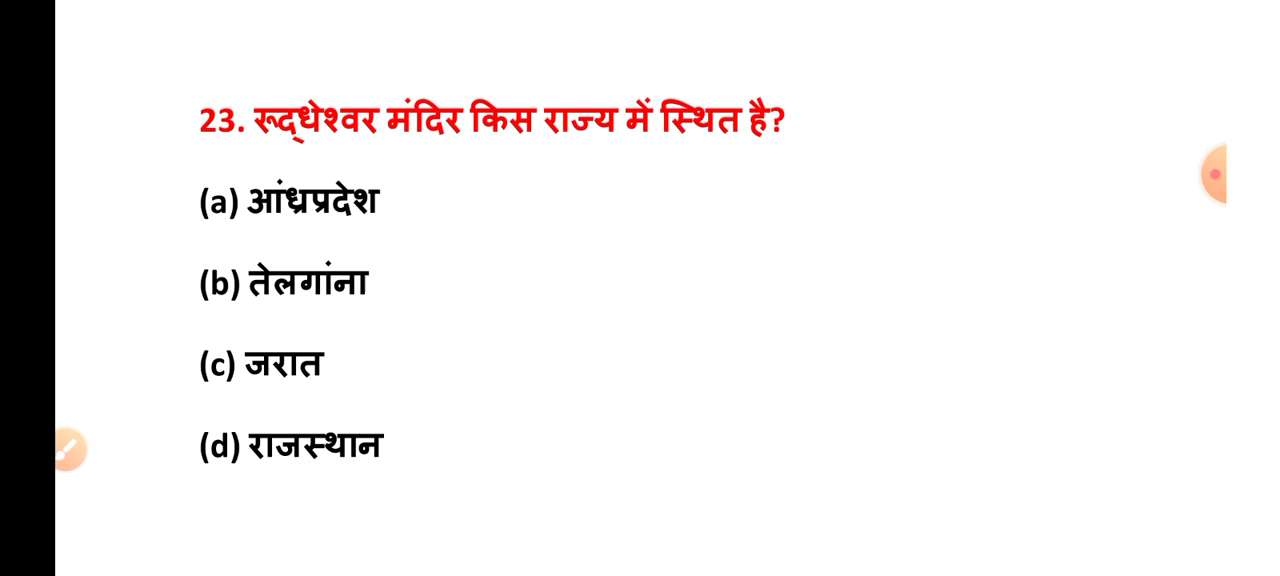 23. रूद्धेश्वर मंदिर किस राज्य में स्थित है?
(a) आंध्रप्रदेश
(b) तेलगांना
(c) जरात
(d) राजस्थान